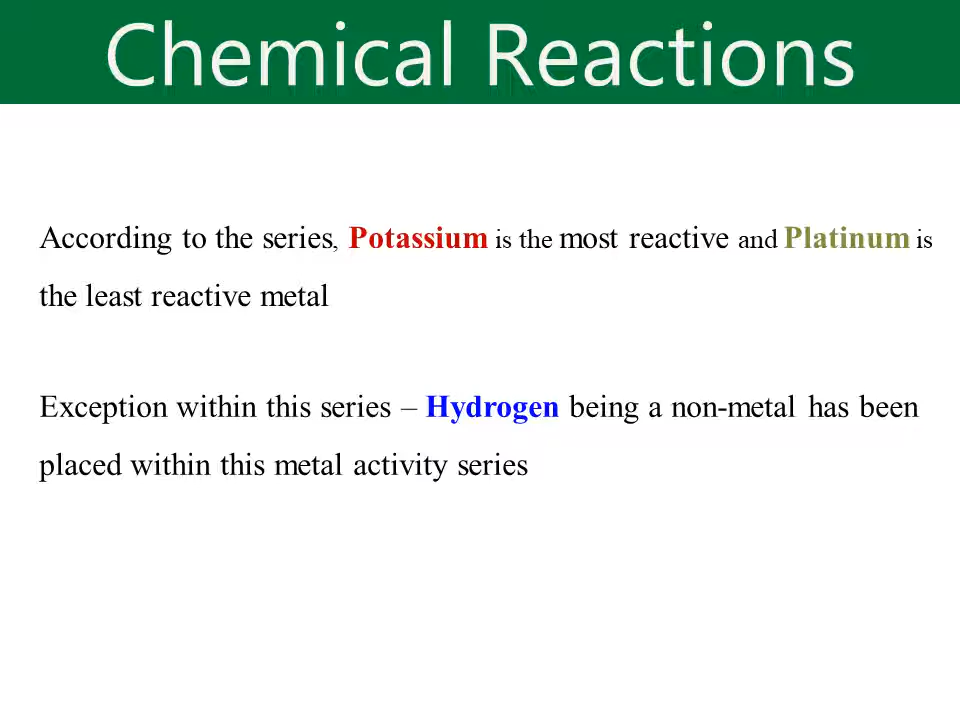 Chemical Reactions
According to the series, Potassium is the most reactive and Platinum is
the least reactive metal
Exception within this series – Hydrogen being a non-metal has been
placed within this metal activity series